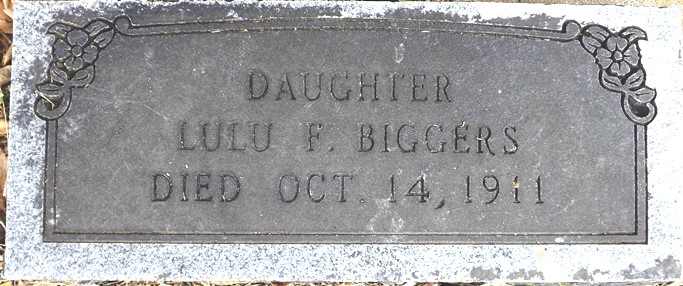 DAUGHTER
LULU F. BIGGERS
DIED OCT. 14, 1911